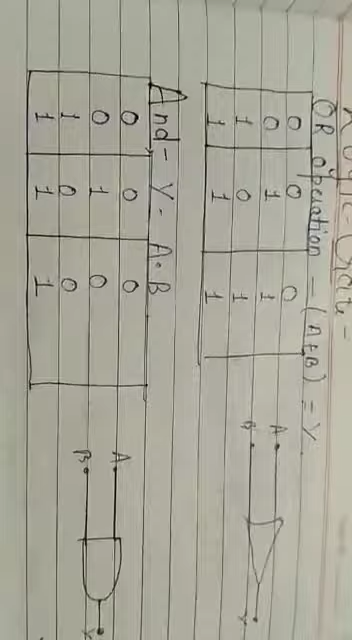 Logic Gate -
OR operation - (A+B) = Y
0 0 0
0 1 1
1 0 1
1 1 1
A
B
Y
And - Y - A.B
0 0 0
0 1 0
1 0 0
1 1 1
A
B
Y